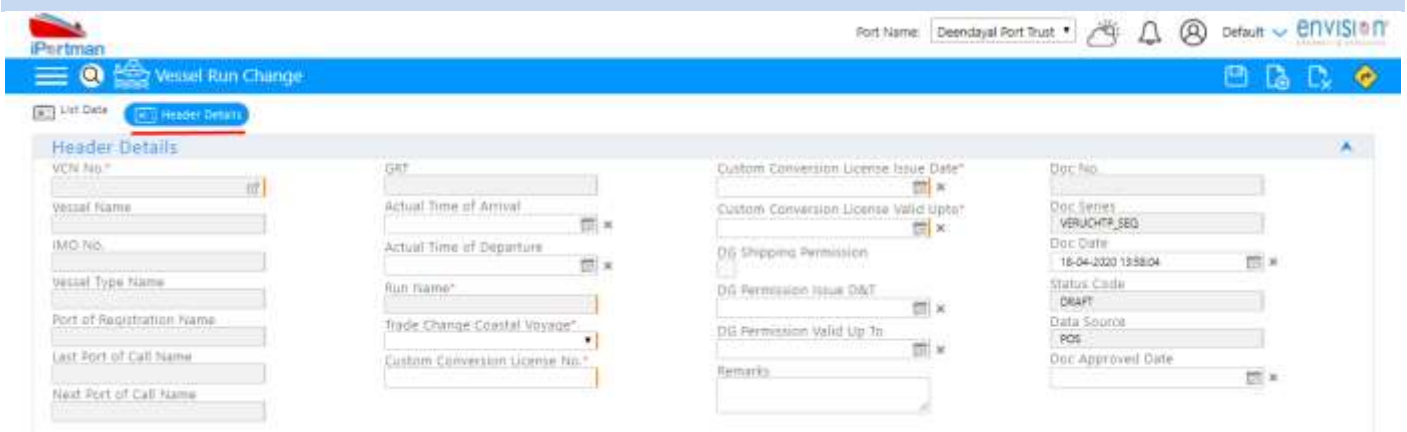 iPortman
Port Name: Deendayal Port Trust
Default
envision
Vessel Run Change
List Data
Header Details
Header Details
VCN No.*
Vessel Name
IMO No.
Vessel Type Name
Port of Registration Name
Last Port of Call Name
Next Port of Call Name
GRT
Actual Time of Arrival
Actual Time of Departure
Run Name*
Trade Change Coastal Voyage*
Custom Conversion License No.*
Custom Conversion License Issue Date*
Custom Conversion License Valid Upto*
DG Shipping Permission
DG Permission Issue D&T
DG Permission Valid Up To
Remarks
Doc No.
Doc Series
VERUCHTP_SEQ
Doc Date
18-04-2020 13:58:04
Status Code
DRAFT
Data Source
POS
Doc Approved Date